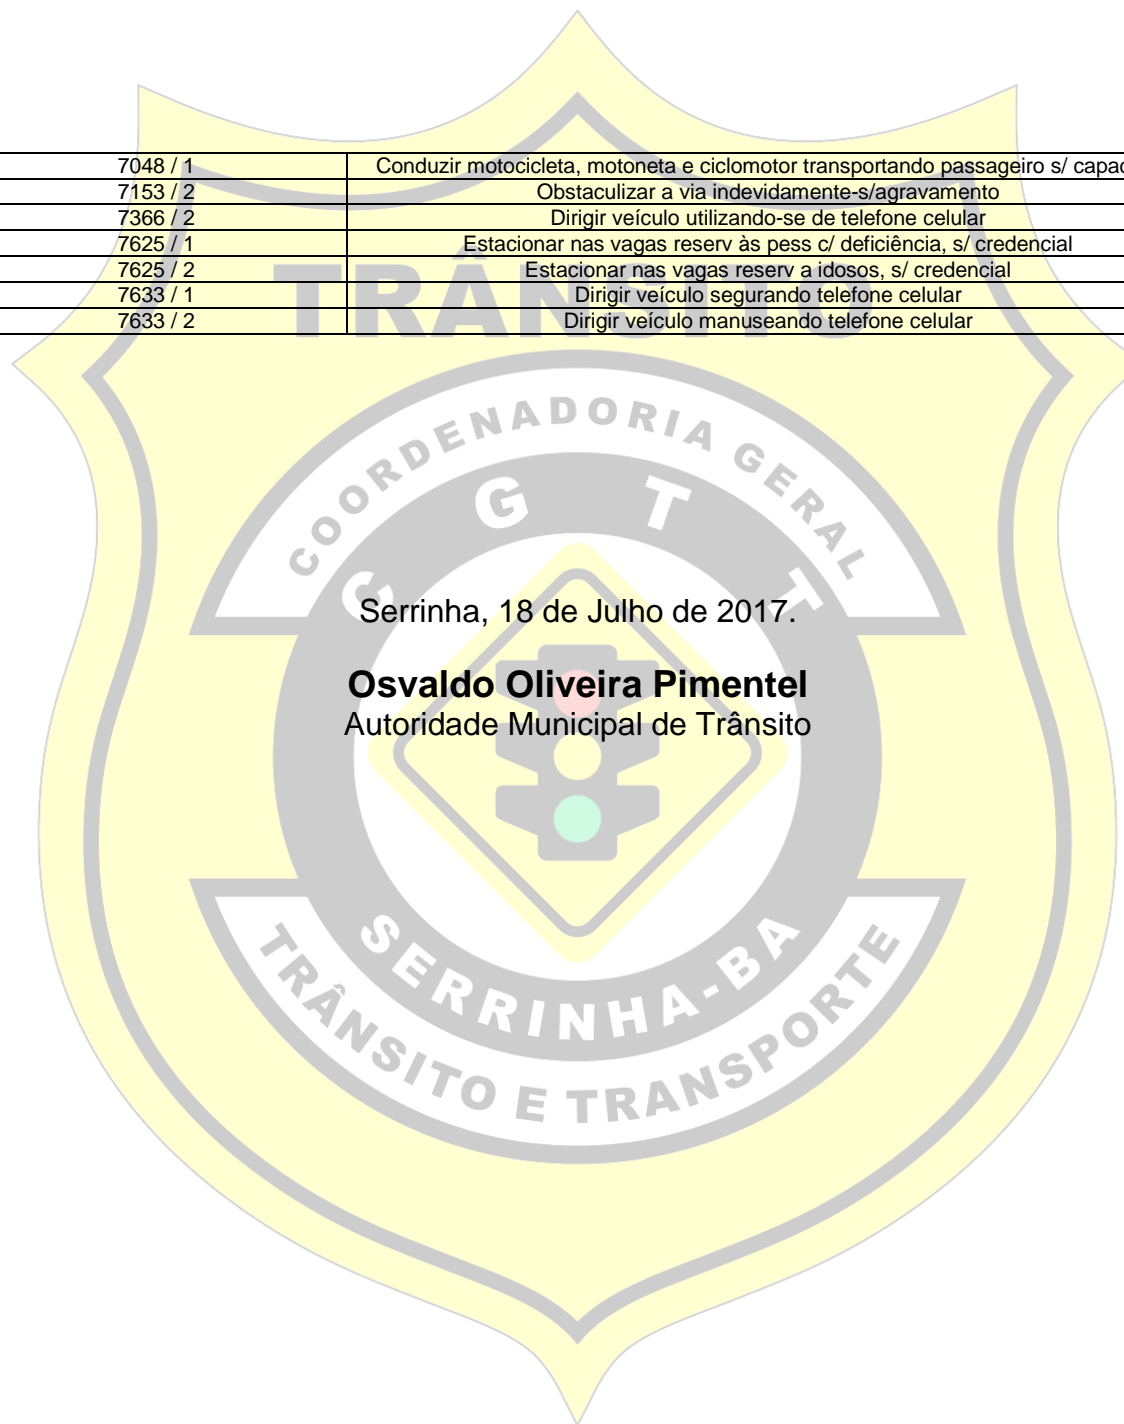 7048 / 1 Conduzir motocicleta, motoneta e ciclomotor transportando passageiro s/
7153 / 2 Obstaculizar a via indevidamente-s/agravamento
7366 / 2 Dirigir veículo utilizando-se de telefone celular
7625 / 1 Estacionar nas vagas reserv às pess c/ deficiência, s/ credencial
7625 / 2 Estacionar nas vagas reserv a idosos, s/ credencial
7633 / 1 Dirigir veículo segurando telefone celular
7633 / 2 Dirigir veículo manuseando telefone celular
TRÂNSITO
COORDENADORIA GERAL
CGTT
Serrinha, 18 de Julho de 2017.
Osvaldo Oliveira Pimentel
Autoridade Municipal de Trânsito
SERRINHA-BA
TRÂNSITO E TRANSPORTE